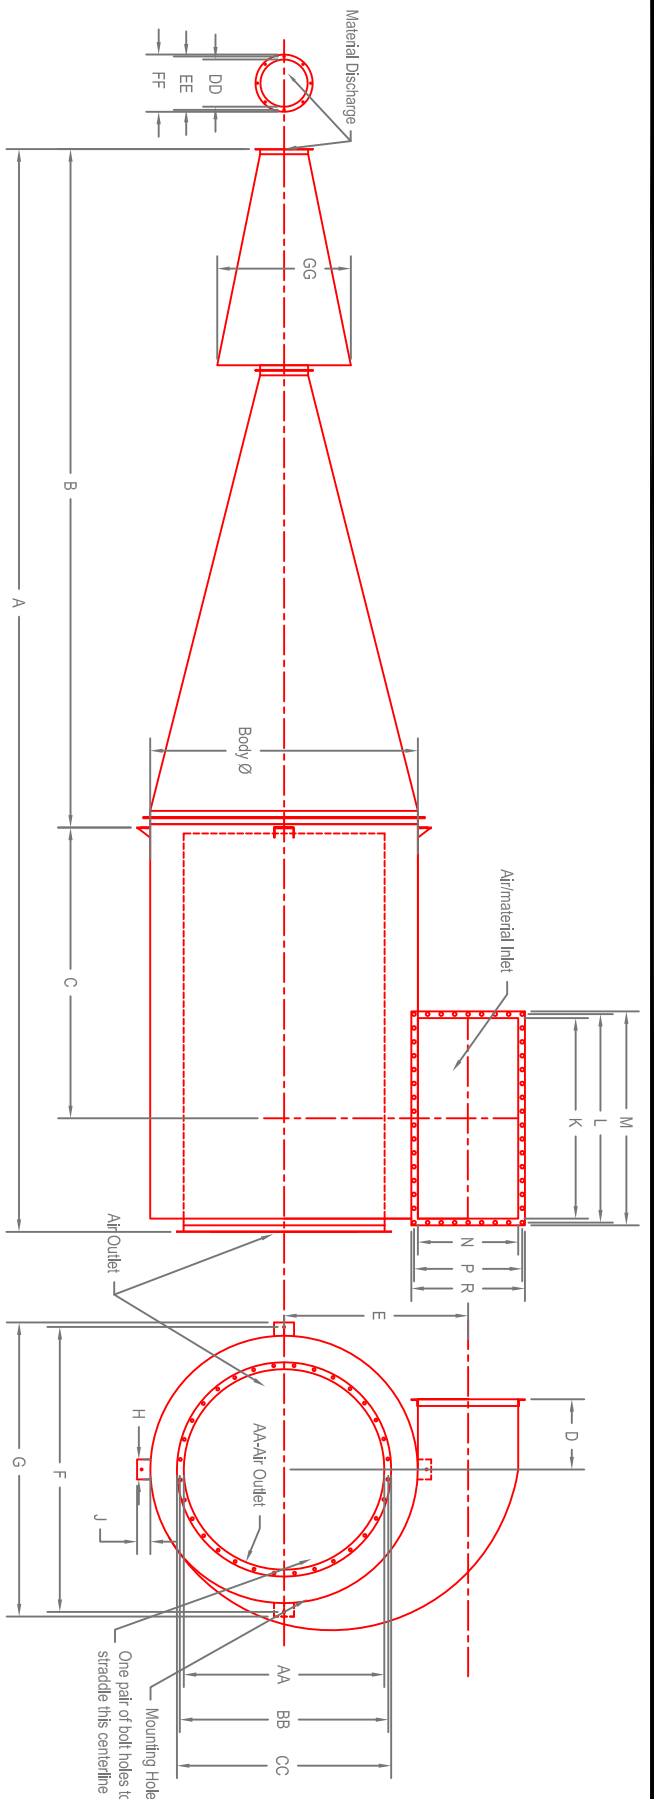 Material Discharge
DD
EE
FF
GG
B
A
Body Ø
Air/material Inlet
C
K
L
M
N
P
R
Air Outlet
E
D
AA-Air Outlet
H
F
G
J
AA
BB
CC
Mounting Hole
One pair of bolt holes to
straddle this centerline